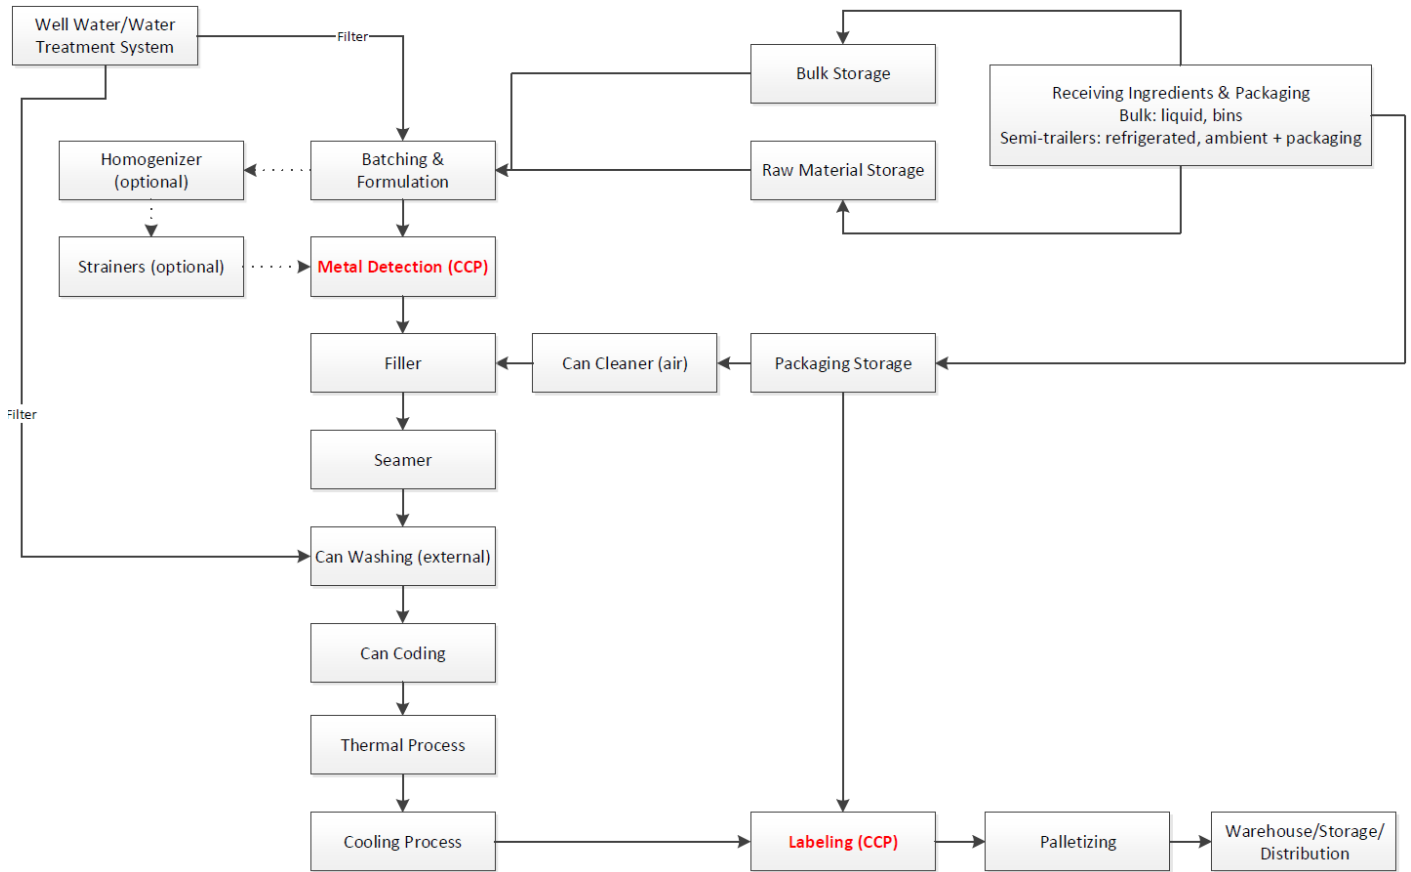 Well Water/Water
Treatment System
Filter
Bulk Storage
Receiving Ingredients & Packaging
Bulk: liquid, bins
Semi-trailers: refrigerated, ambient + packaging
Homogenizer
(optional)
Batching &
Formulation
Raw Material Storage
Strainers (optional)
Metal Detection (CCP)
Filler
Can Cleaner (air)
Packaging Storage
Filter
Seamer
Can Washing (external)
Can Coding
Thermal Process
Cooling Process
Labeling (CCP)
Palletizing
Warehouse/Storage/
Distribution